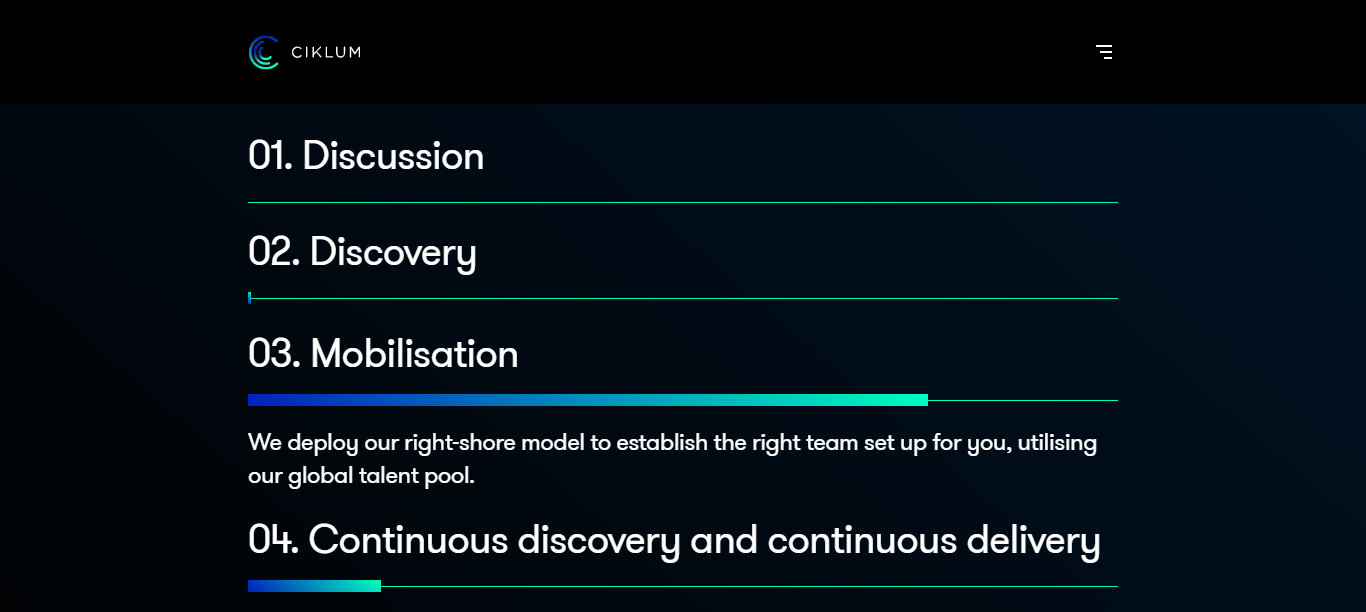 CIKLUM
01. Discussion
02. Discovery
03. Mobilisation
We deploy our right-shore model to establish the right team set up for you, utilising
our global talent pool.
04. Continuous discovery and continuous delivery